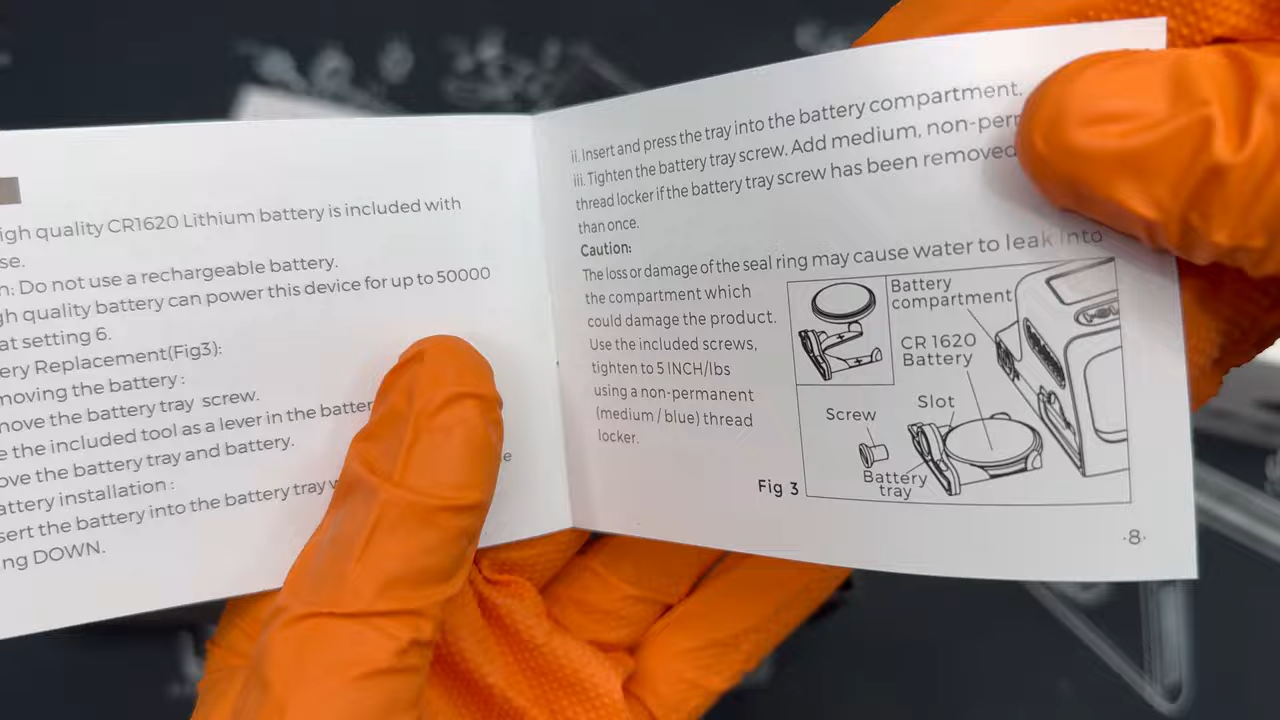 igh quality CR1620 Lithium battery is included with
se.
n: Do not use a rechargeable battery.
gh quality battery can power this device for up to 50000
at setting 6.
ery Replacement(Fig3):
moving the battery:
nove the battery tray screw.
e the included tool as a lever in the batter
ove the battery tray and battery.
attery installation:
sert the battery into the battery tray
ng DOWN.
ii. Insert and press the tray into the battery compartment.
iii. Tighten the battery tray screw. Add medium, non-per
thread locker if the battery tray screw has been removed
than once.
Caution:
The loss or damage of the seal ring may cause water to leak into
the compartment which
could damage the product.
Use the included screws,
tighten to 5 INCH/lbs
using a non-permanent
(medium / blue) thread
locker.
Battery
compartment
CR 1620
Battery
Slot
Screw
Battery
tray
Fig 3
·8·